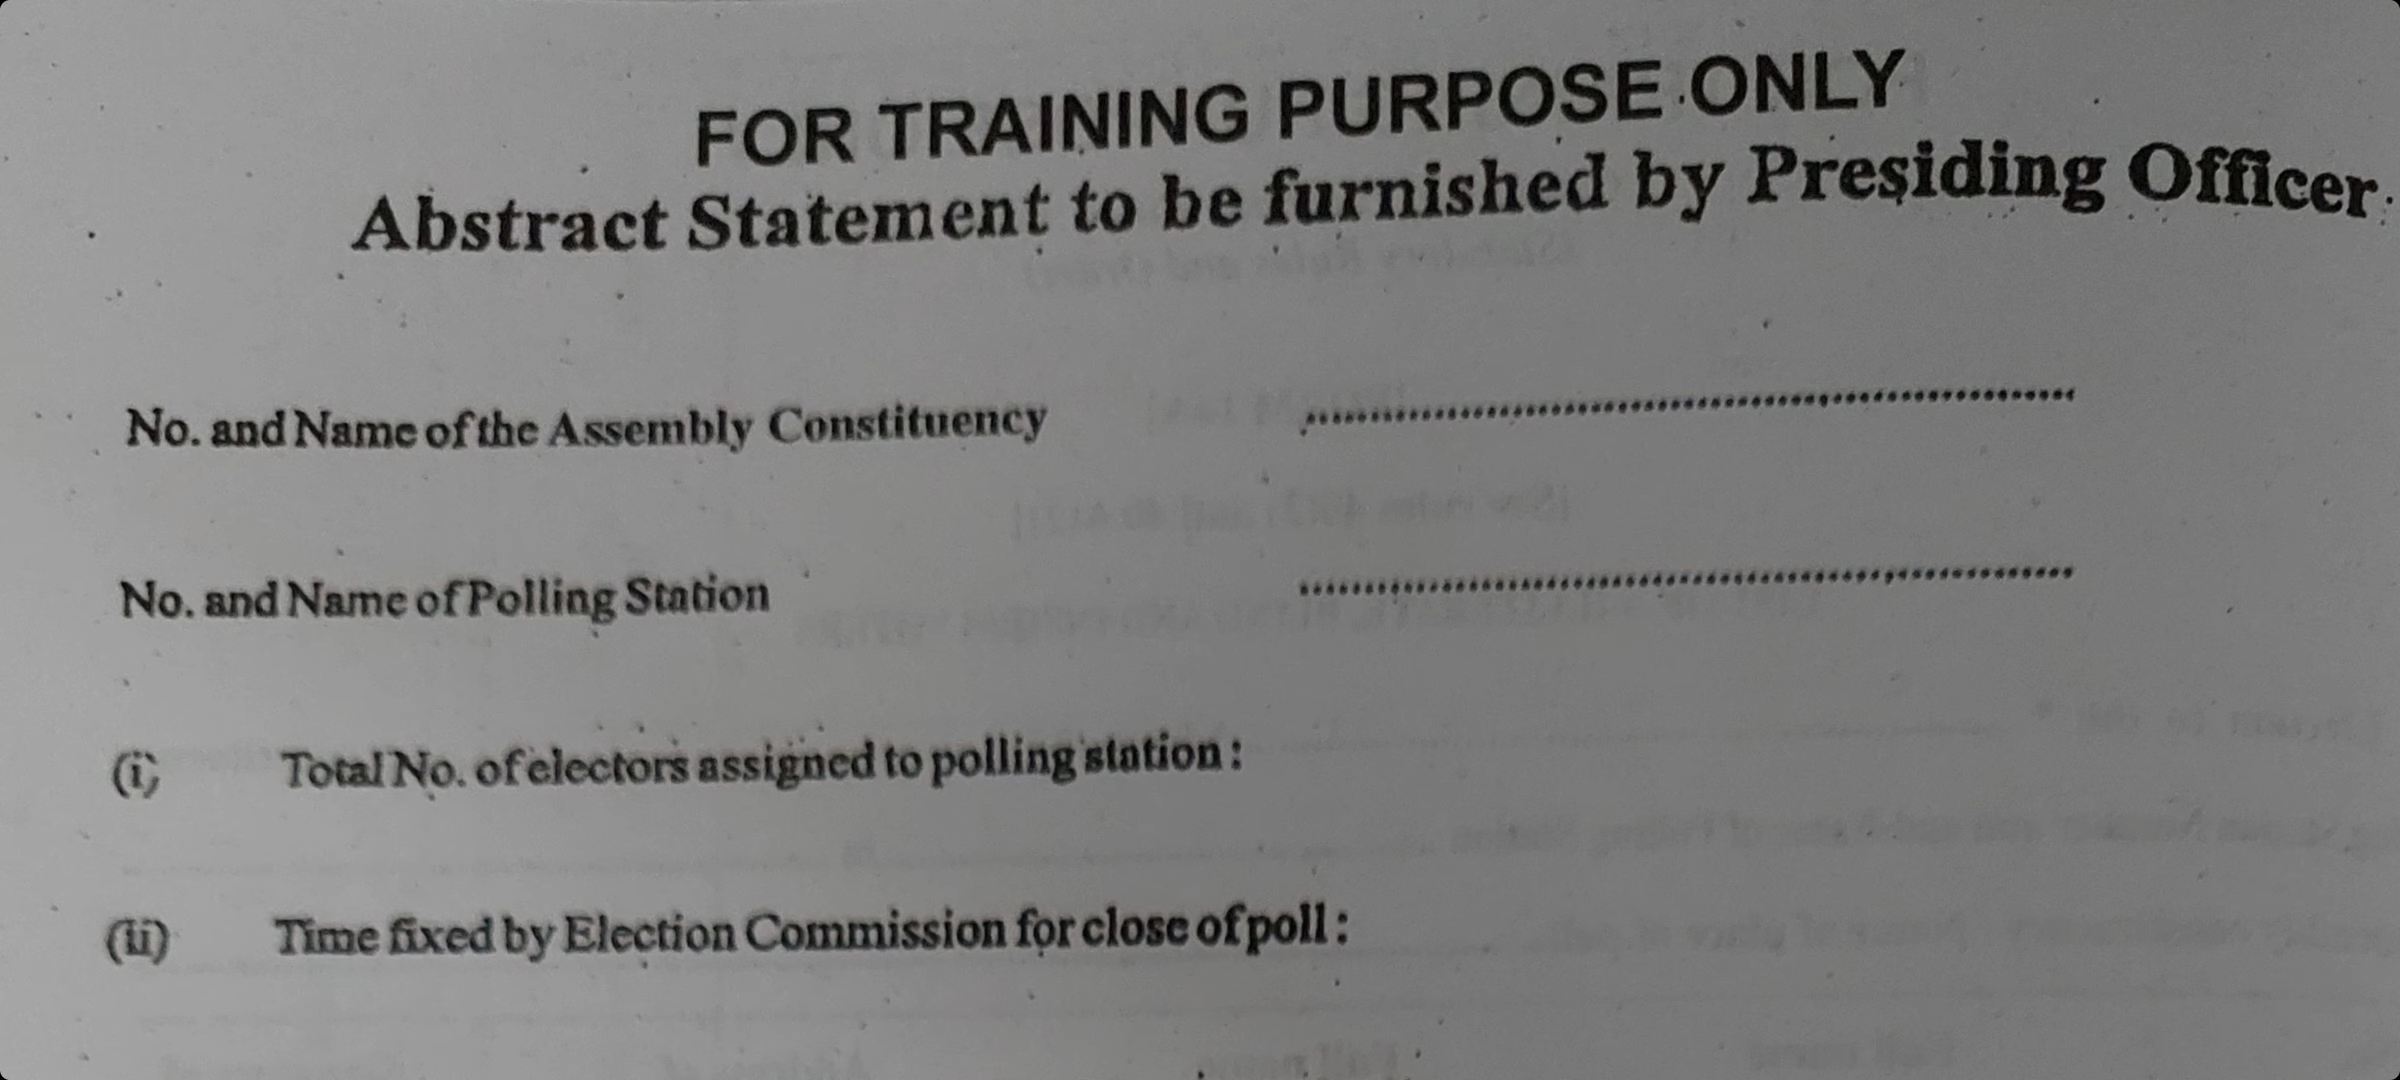 FOR TRAINING PURPOSE ONLY
Abstract Statement to be furnished by Presiding Officer
No. and Name of the Assembly Constituency ............................................................
No. and Name of Polling Station ............................................................
(i) Total No. of electors assigned to polling station :
(ii) Time fixed by Election Commission for close of poll :